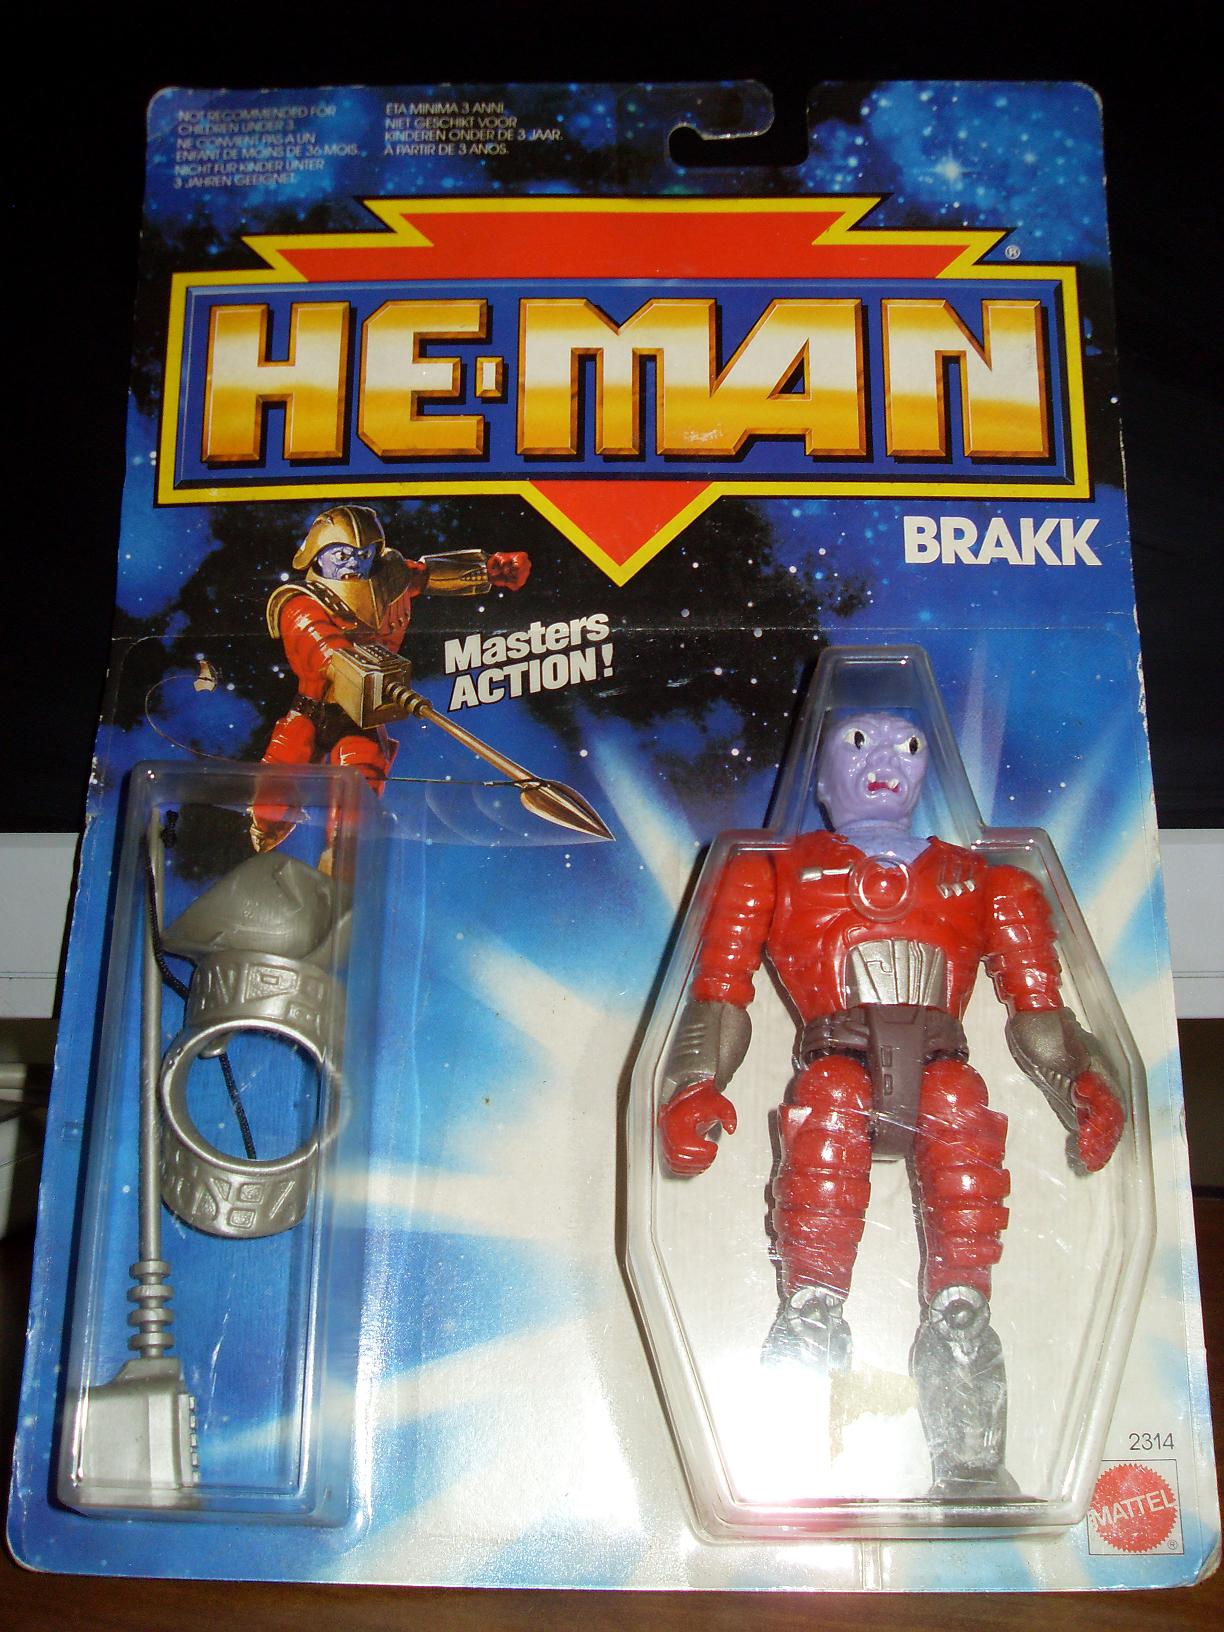 NOT RECOMMENDED FOR
CHILDREN UNDER 3
NE CONVIENT PAS A UN
ENFANT DE MOINS DE 36 MOIS.
NICHT FUR KINDER UNTER
3 JAHREN GEEIGNET.
ETA MINIMA 3 ANNI.
NIET GESCHIKT VOOR
KINDEREN ONDER DE 3 JAAR.
A PARTIR DE 3 ANOS.
HE-MAN®
BRAKK
Masters
ACTION!
2314
MATTEL®